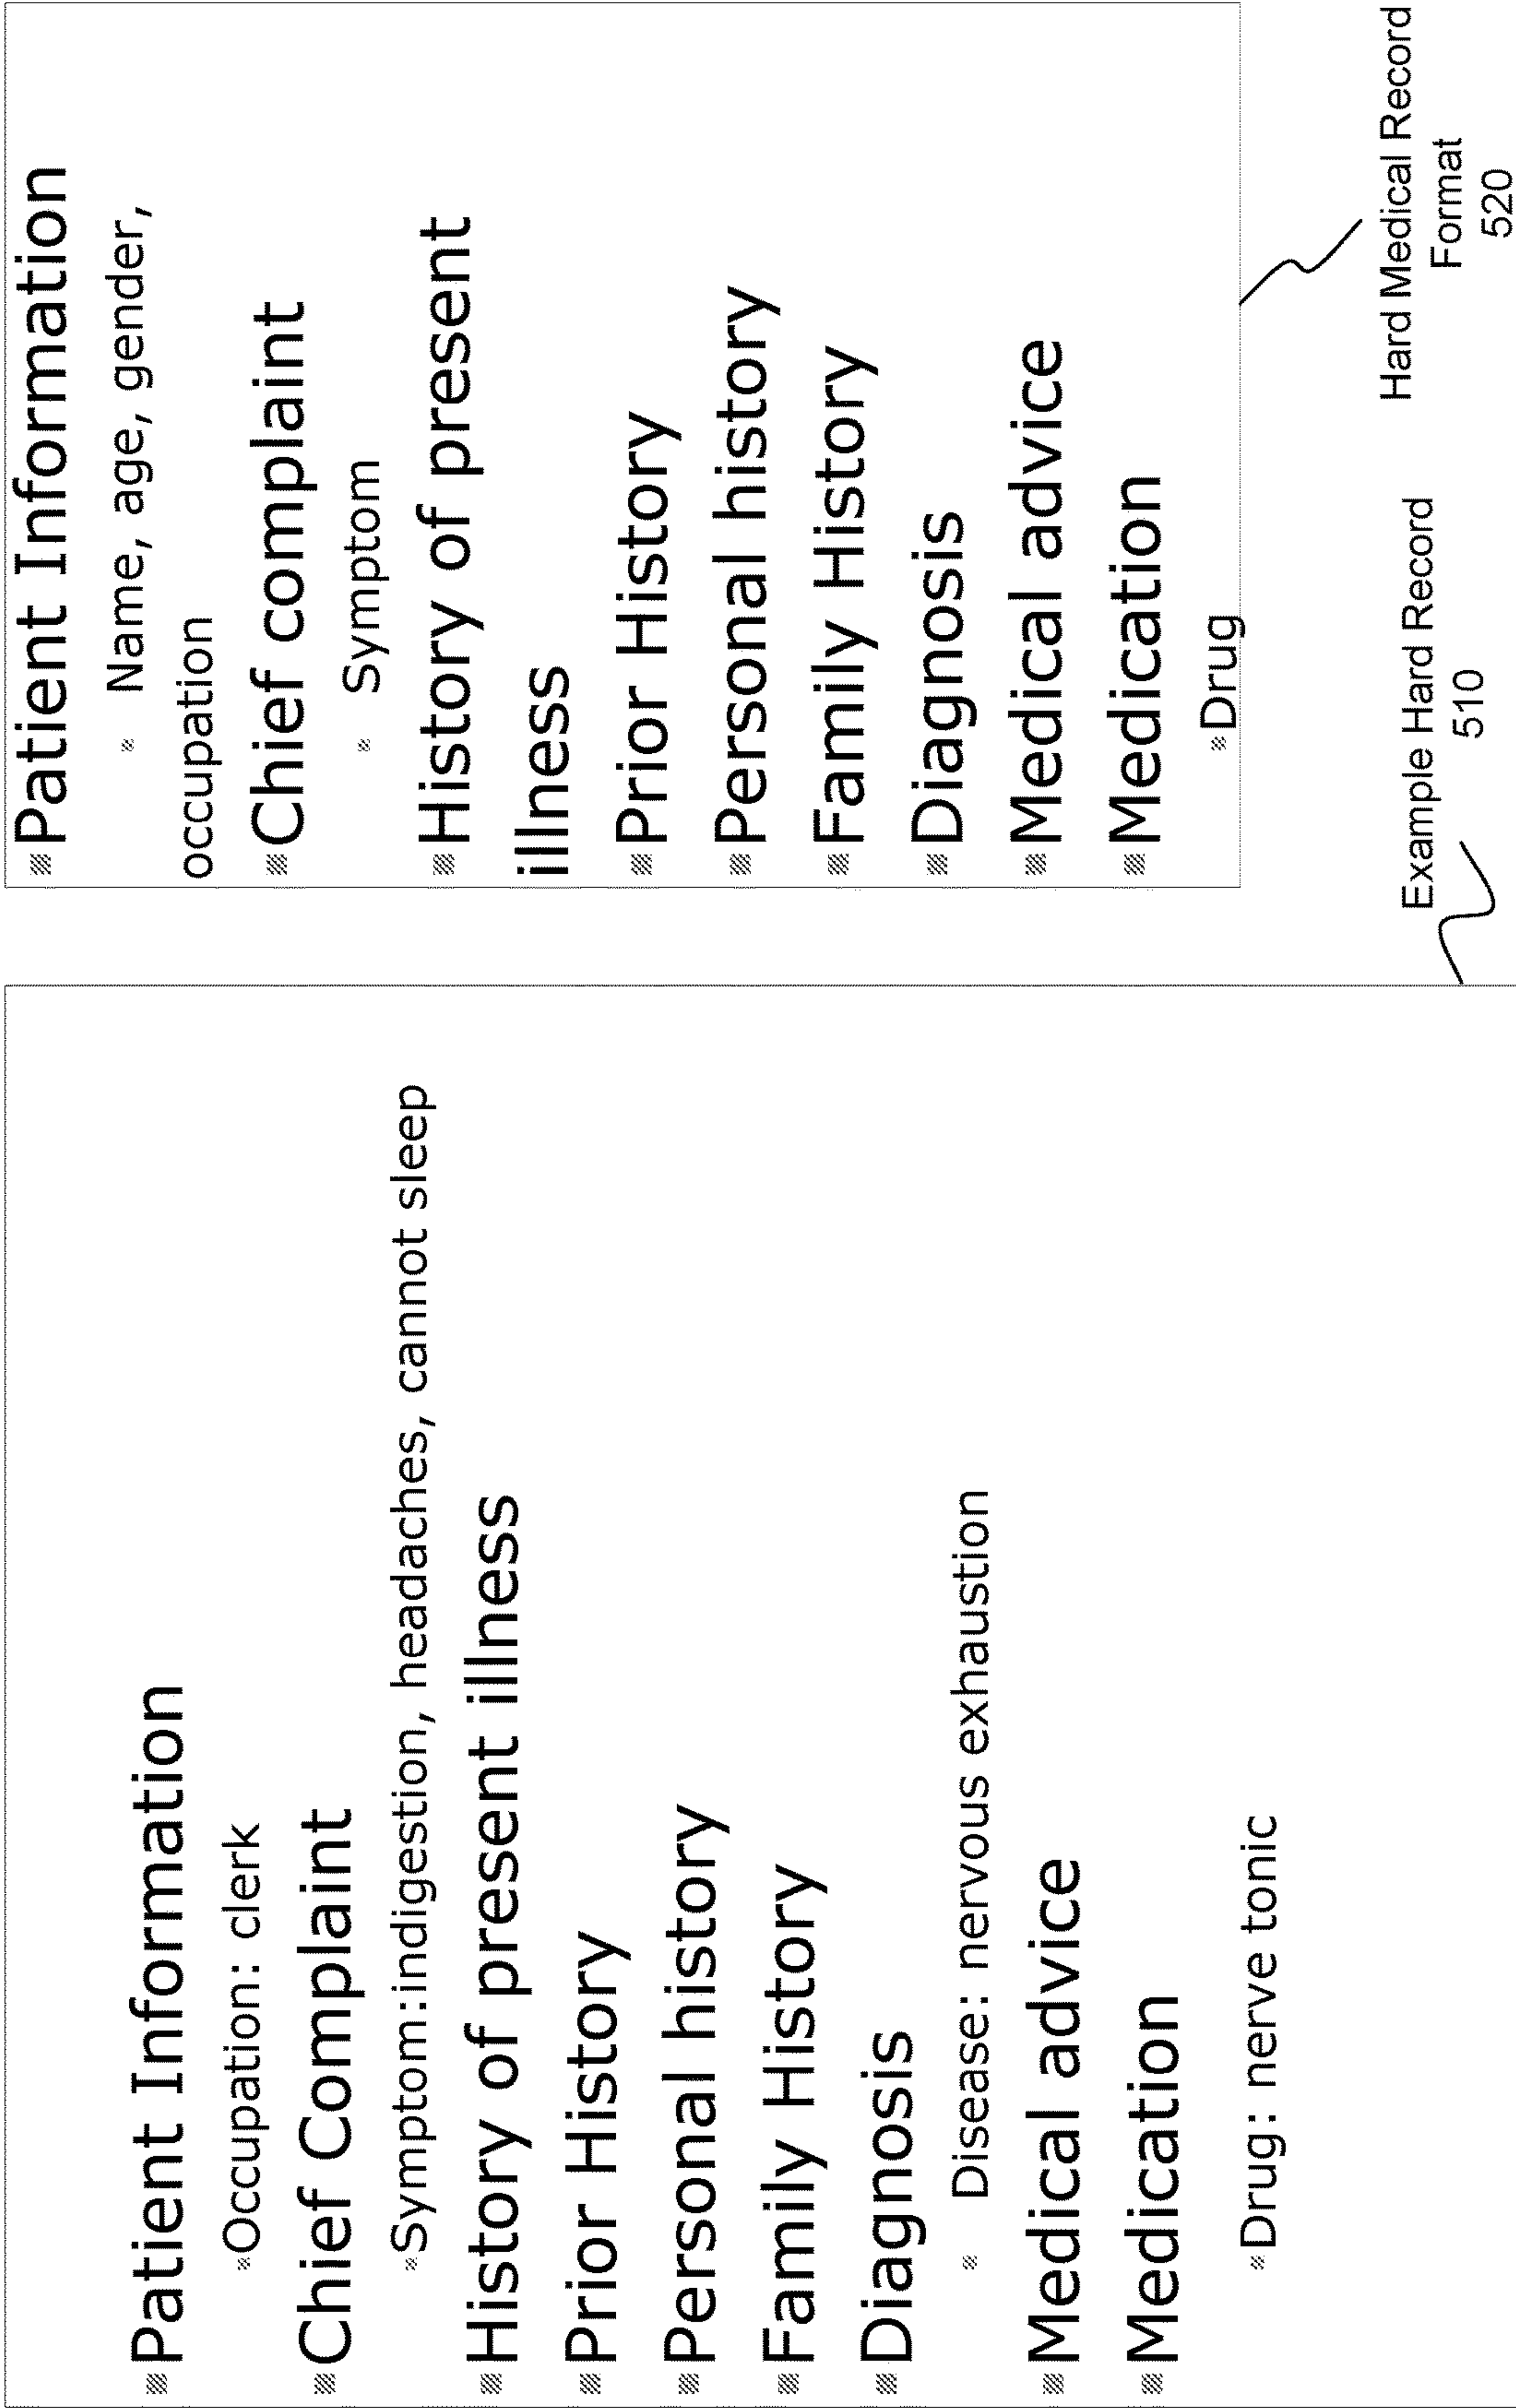 Patient Information
Occupation: clerk
Chief Complaint
Symptom:indigestion, headaches, cannot sleep
History of present illness
Prior History
Personal history
Family History
Diagnosis
Disease: nervous exhaustion
Medical advice
Medication
Drug: nerve tonic
Example Hard Record
510
Patient Information
Name, age, gender,
occupation
Chief complaint
Symptom
History of present
illness
Prior History
Personal history
Family History
Diagnosis
Medical advice
Medication
Drug
Hard Medical Record
Format
520